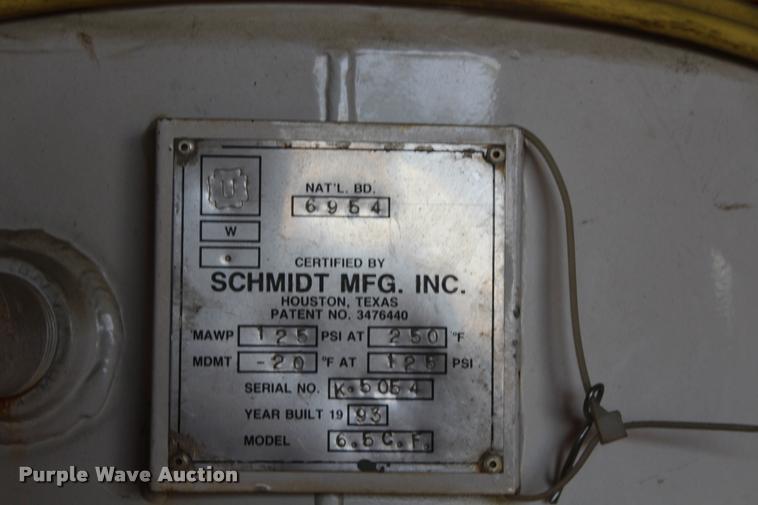 U
NAT'L. BD.
6954
W
CERTIFIED BY
SCHMIDT MFG. INC.
HOUSTON, TEXAS
PATENT NO. 3476440
MAWP 125 PSI AT 250 °F
MDMT -20 °F AT 125 PSI
SERIAL NO. K-5054
YEAR BUILT 19 93
MODEL 6.5C.F.
Purple Wave Auction